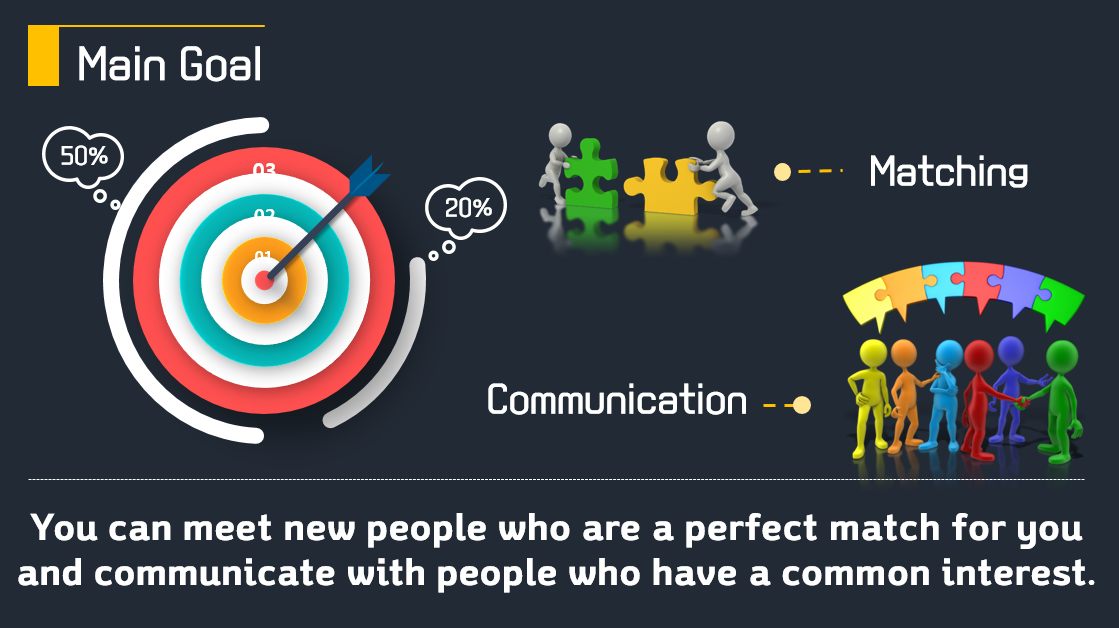 Main Goal
50%
03
20%
02
01
Matching
Communication
You can meet new people who are a perfect match for you
and communicate with people who have a common interest.